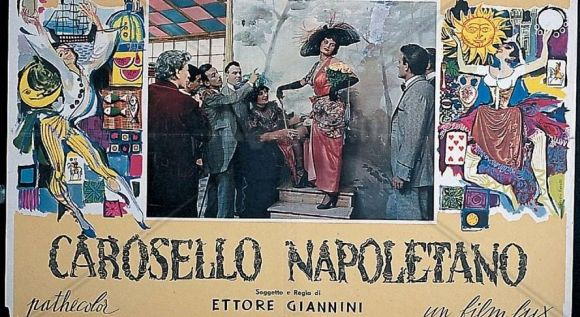 CAROSELLO NAPOLETANO
pathecolor
Soggetto e Regia di
ETTORE GIANNINI
un film lux